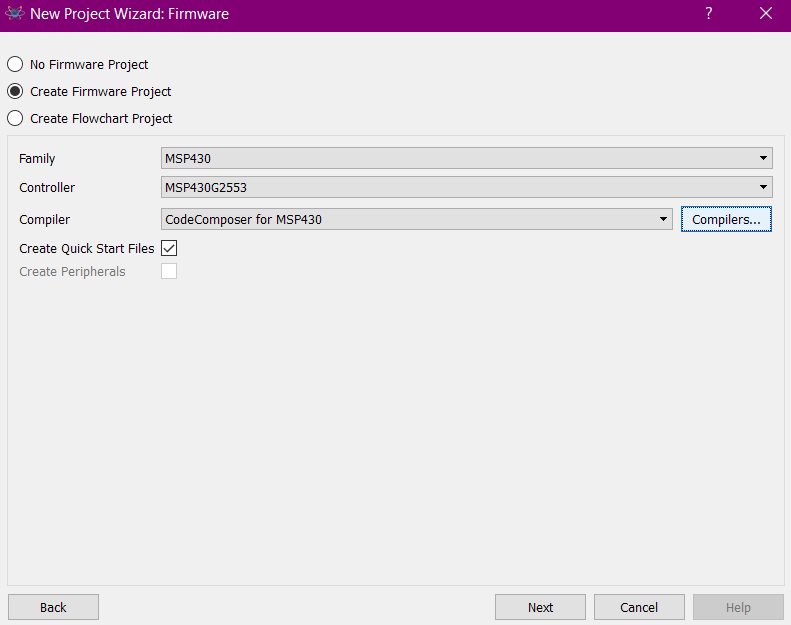 New Project Wizard: Firmware
?
No Firmware Project
Create Firmware Project
Create Flowchart Project
Family MSP430
Controller MSP430G2553
Compiler CodeComposer for MSP430 Compilers...
Create Quick Start Files
Create Peripherals
Back Next Cancel Help